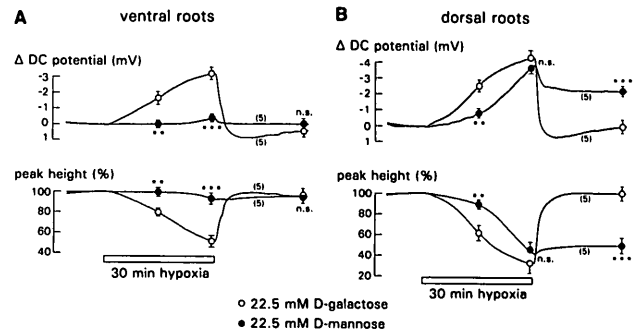 A ventral roots
Δ DC potential (mV)
-3
-2
-1
0
1
(5)
(5)
n.s.
•• •••
peak height (%)
100
80
60
40
•• •••
(5)
(5)
n.s.
30 min hypoxia
B dorsal roots
Δ DC potential (mV)
-4
-3
-2
-1
0
1
••
n.s.
•••
(5)
(5)
peak height (%)
100
80
60
40
20
••
n.s.
(5)
(5)
•••
30 min hypoxia
22.5 mM D-galactose
22.5 mM D-mannose